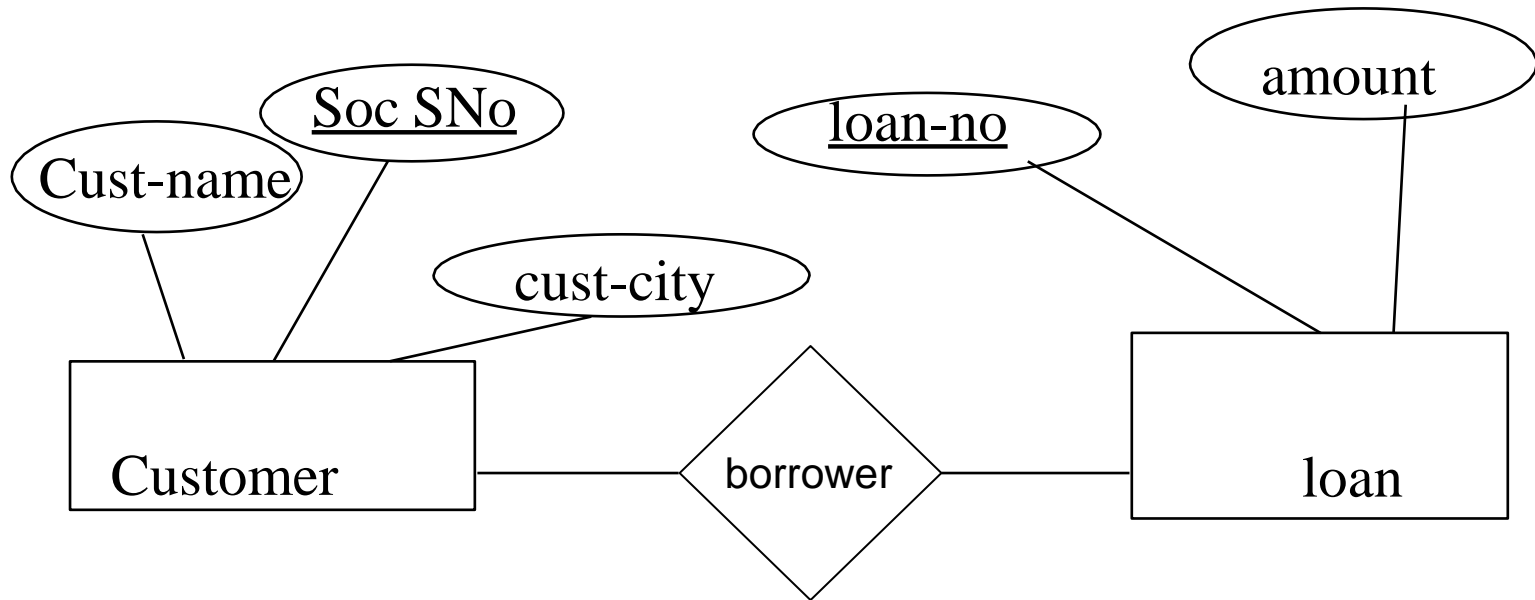 amount
Soc SNo
loan-no
Cust-name
cust-city
Customer
borrower
loan